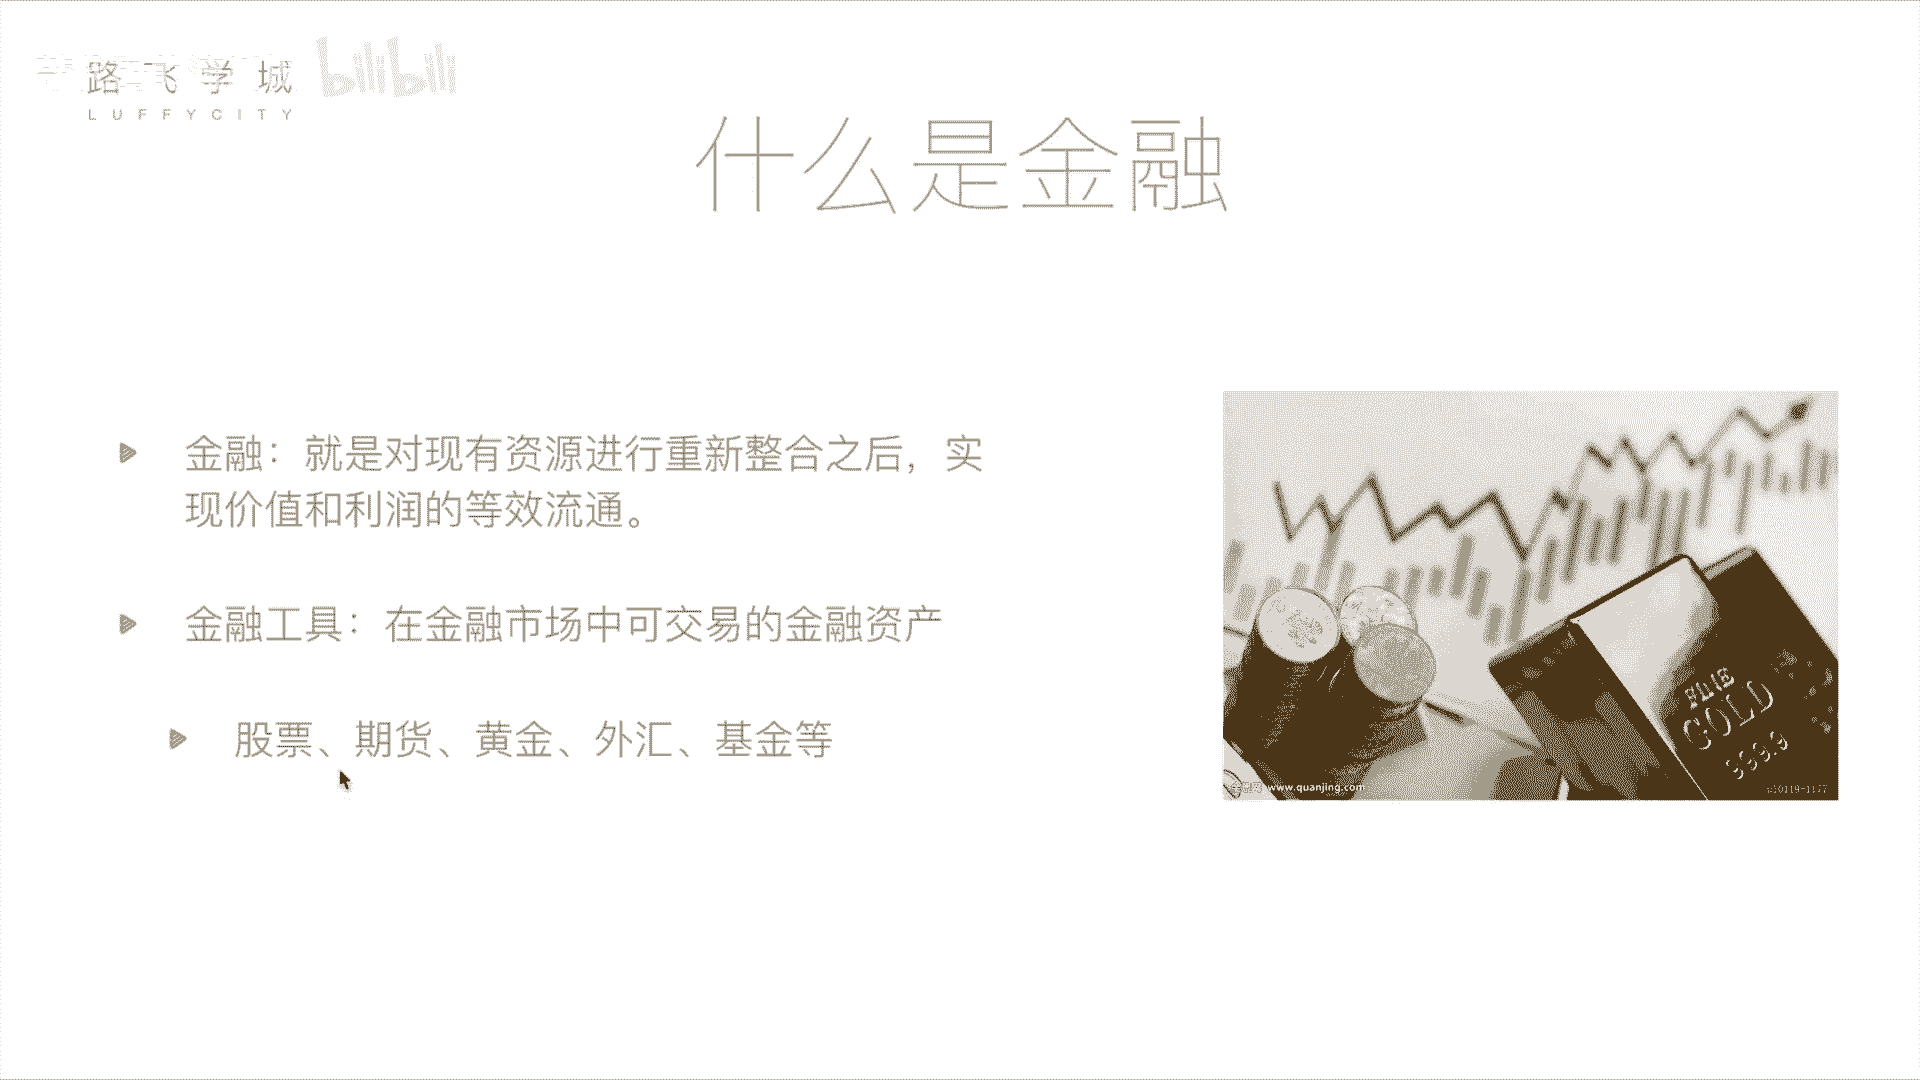 路飞学城
bilibili
LUFFYCITY
什么是金融
金融：就是对现有资源进行重新整合之后，实
现价值和利润的等效流通。
金融工具：在金融市场中可交易的金融资产
股票、期货、黄金、外汇、基金等
FINE
GOLD
999.9
www.quanjing.com